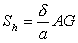 S_h = δ/a AG